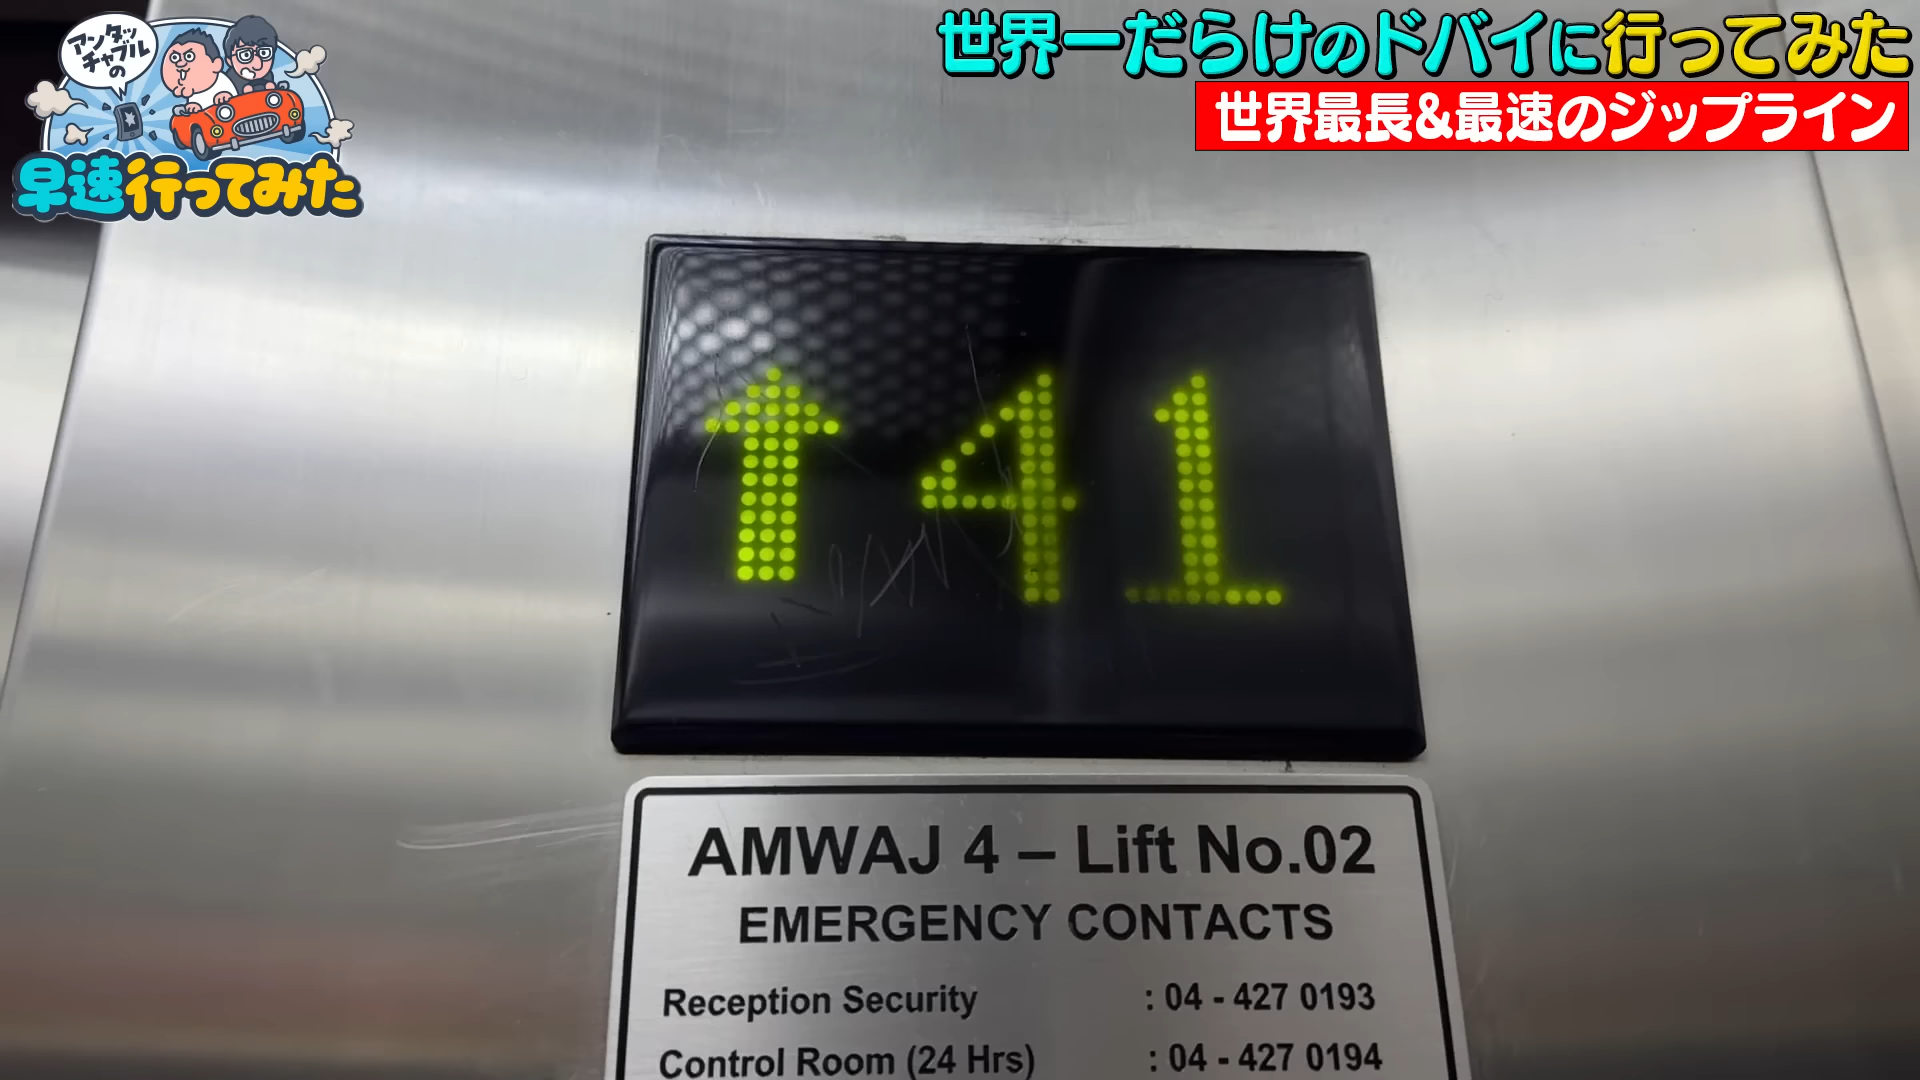 アンタッ
チャブル
の
早速行ってみた
世界一だらけのドバイに行ってみた
世界最長&最速のジップライン
↑41
AMWAJ 4 – Lift No.02
EMERGENCY CONTACTS
Reception Security : 04 - 427 0193
Control Room (24 Hrs) : 04 - 427 0194